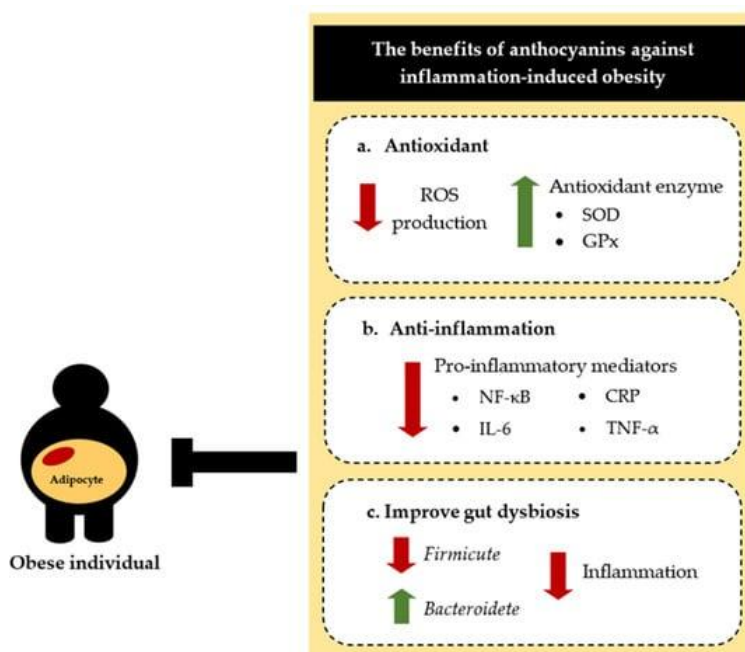 The benefits of anthocyanins against
inflammation-induced obesity
a. Antioxidant
ROS
production
Antioxidant enzyme
• SOD
• GPx
b. Anti-inflammation
Pro-inflammatory mediators
• NF-κB
• CRP
• IL-6
• TNF-α
c. Improve gut dysbiosis
Firmicute
Bacteroidete
Inflammation
Adipocyte
Obese individual